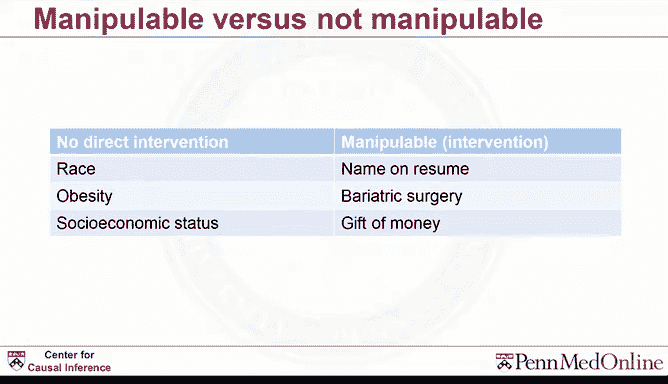 Manipulable versus not manipulable
No direct intervention Manipulable (intervention)
Race Name on resume
Obesity Bariatric surgery
Socioeconomic status Gift of money
Center for
Causal Inference
PennMedOnline